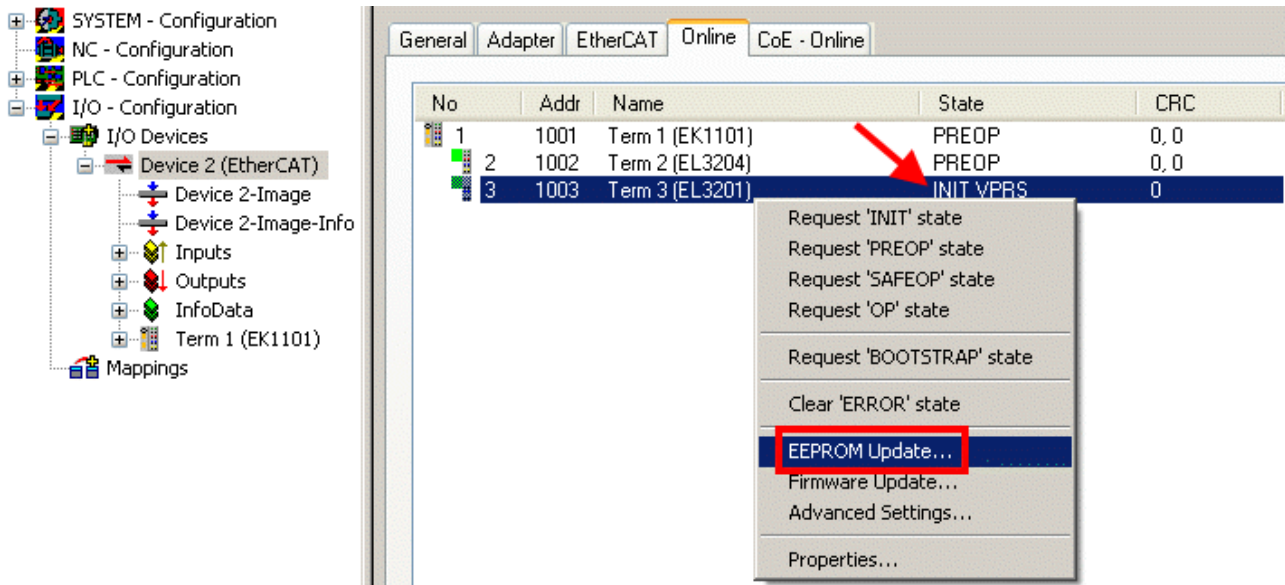 SYSTEM - Configuration
NC - Configuration
PLC - Configuration
I/O - Configuration
I/O Devices
Device 2 (EtherCAT)
Device 2-Image
Device 2-Image-Info
Inputs
Outputs
InfoData
Term 1 (EK1101)
Mappings
General Adapter EtherCAT Online CoE - Online
No Addr Name State CRC
1 1001 Term 1 (EK1101) PREOP 0, 0
2 1002 Term 2 (EL3204) PREOP 0, 0
3 1003 Term 3 (EL3201) INIT VPRS 0
Request 'INIT' state
Request 'PREOP' state
Request 'SAFEOP' state
Request 'OP' state
Request 'BOOTSTRAP' state
Clear 'ERROR' state
EEPROM Update...
Firmware Update...
Advanced Settings...
Properties...